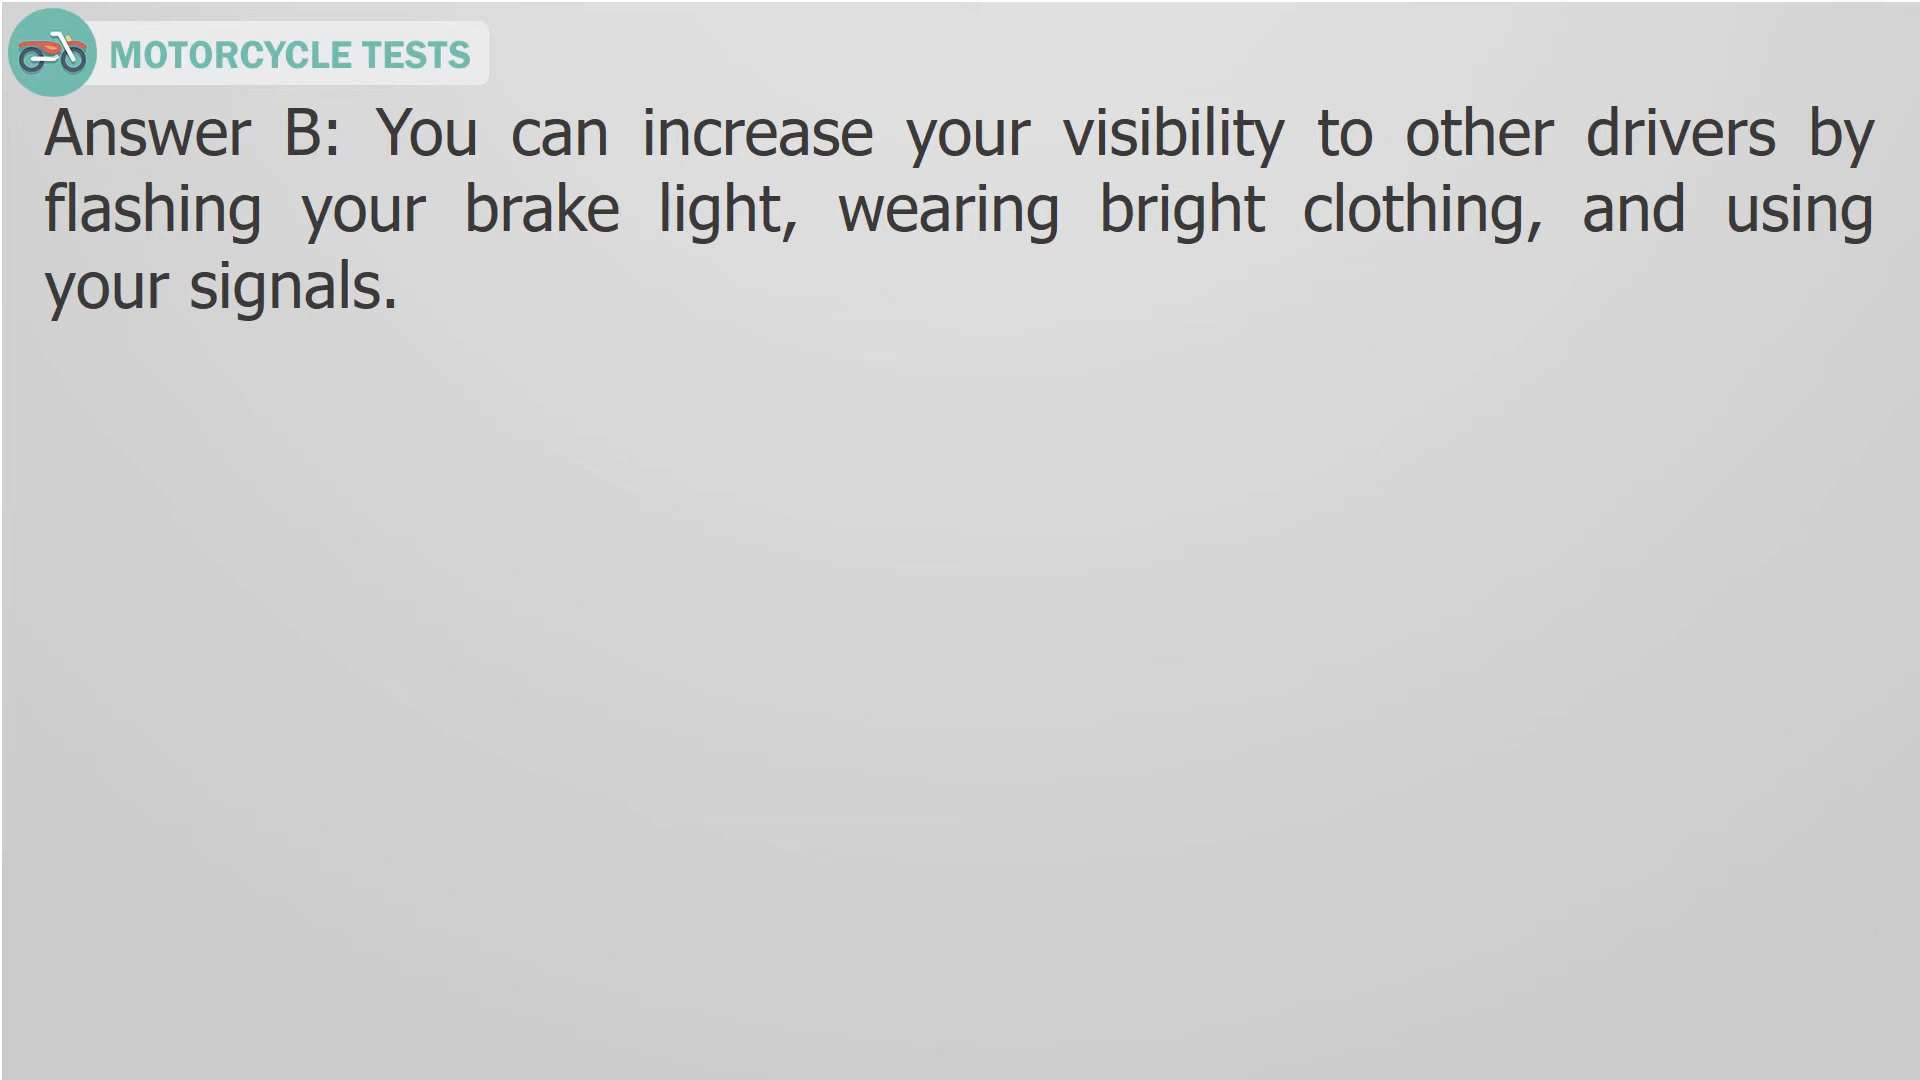 MOTORCYCLE TESTS
Answer B: You can increase your visibility to other drivers by
flashing your brake light, wearing bright clothing, and using
your signals.